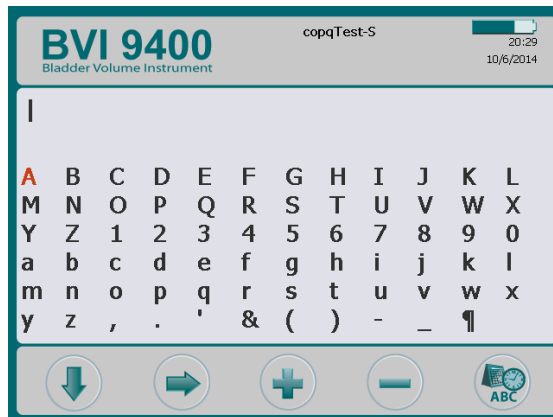 BVI 9400
Bladder Volume Instrument
copqTest-S
20:29
10/6/2014
A B C D E F G H I J K L
M N O P Q R S T U V W X
Y Z 1 2 3 4 5 6 7 8 9 0
a b c d e f g h i j k l
m n o p q r s t u v w x
y z , . ' & ( ) - _ ¶
ABC